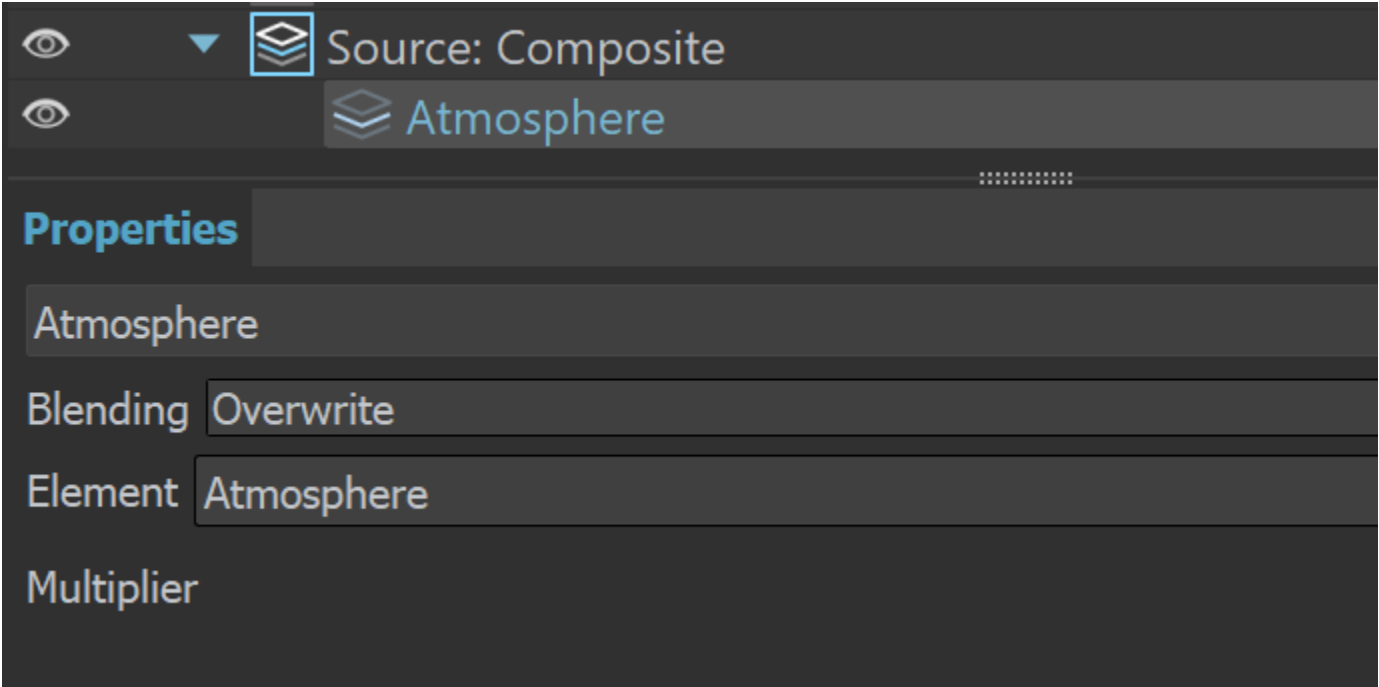 Source: Composite
Atmosphere
Properties
Atmosphere
Blending Overwrite
Element Atmosphere
Multiplier